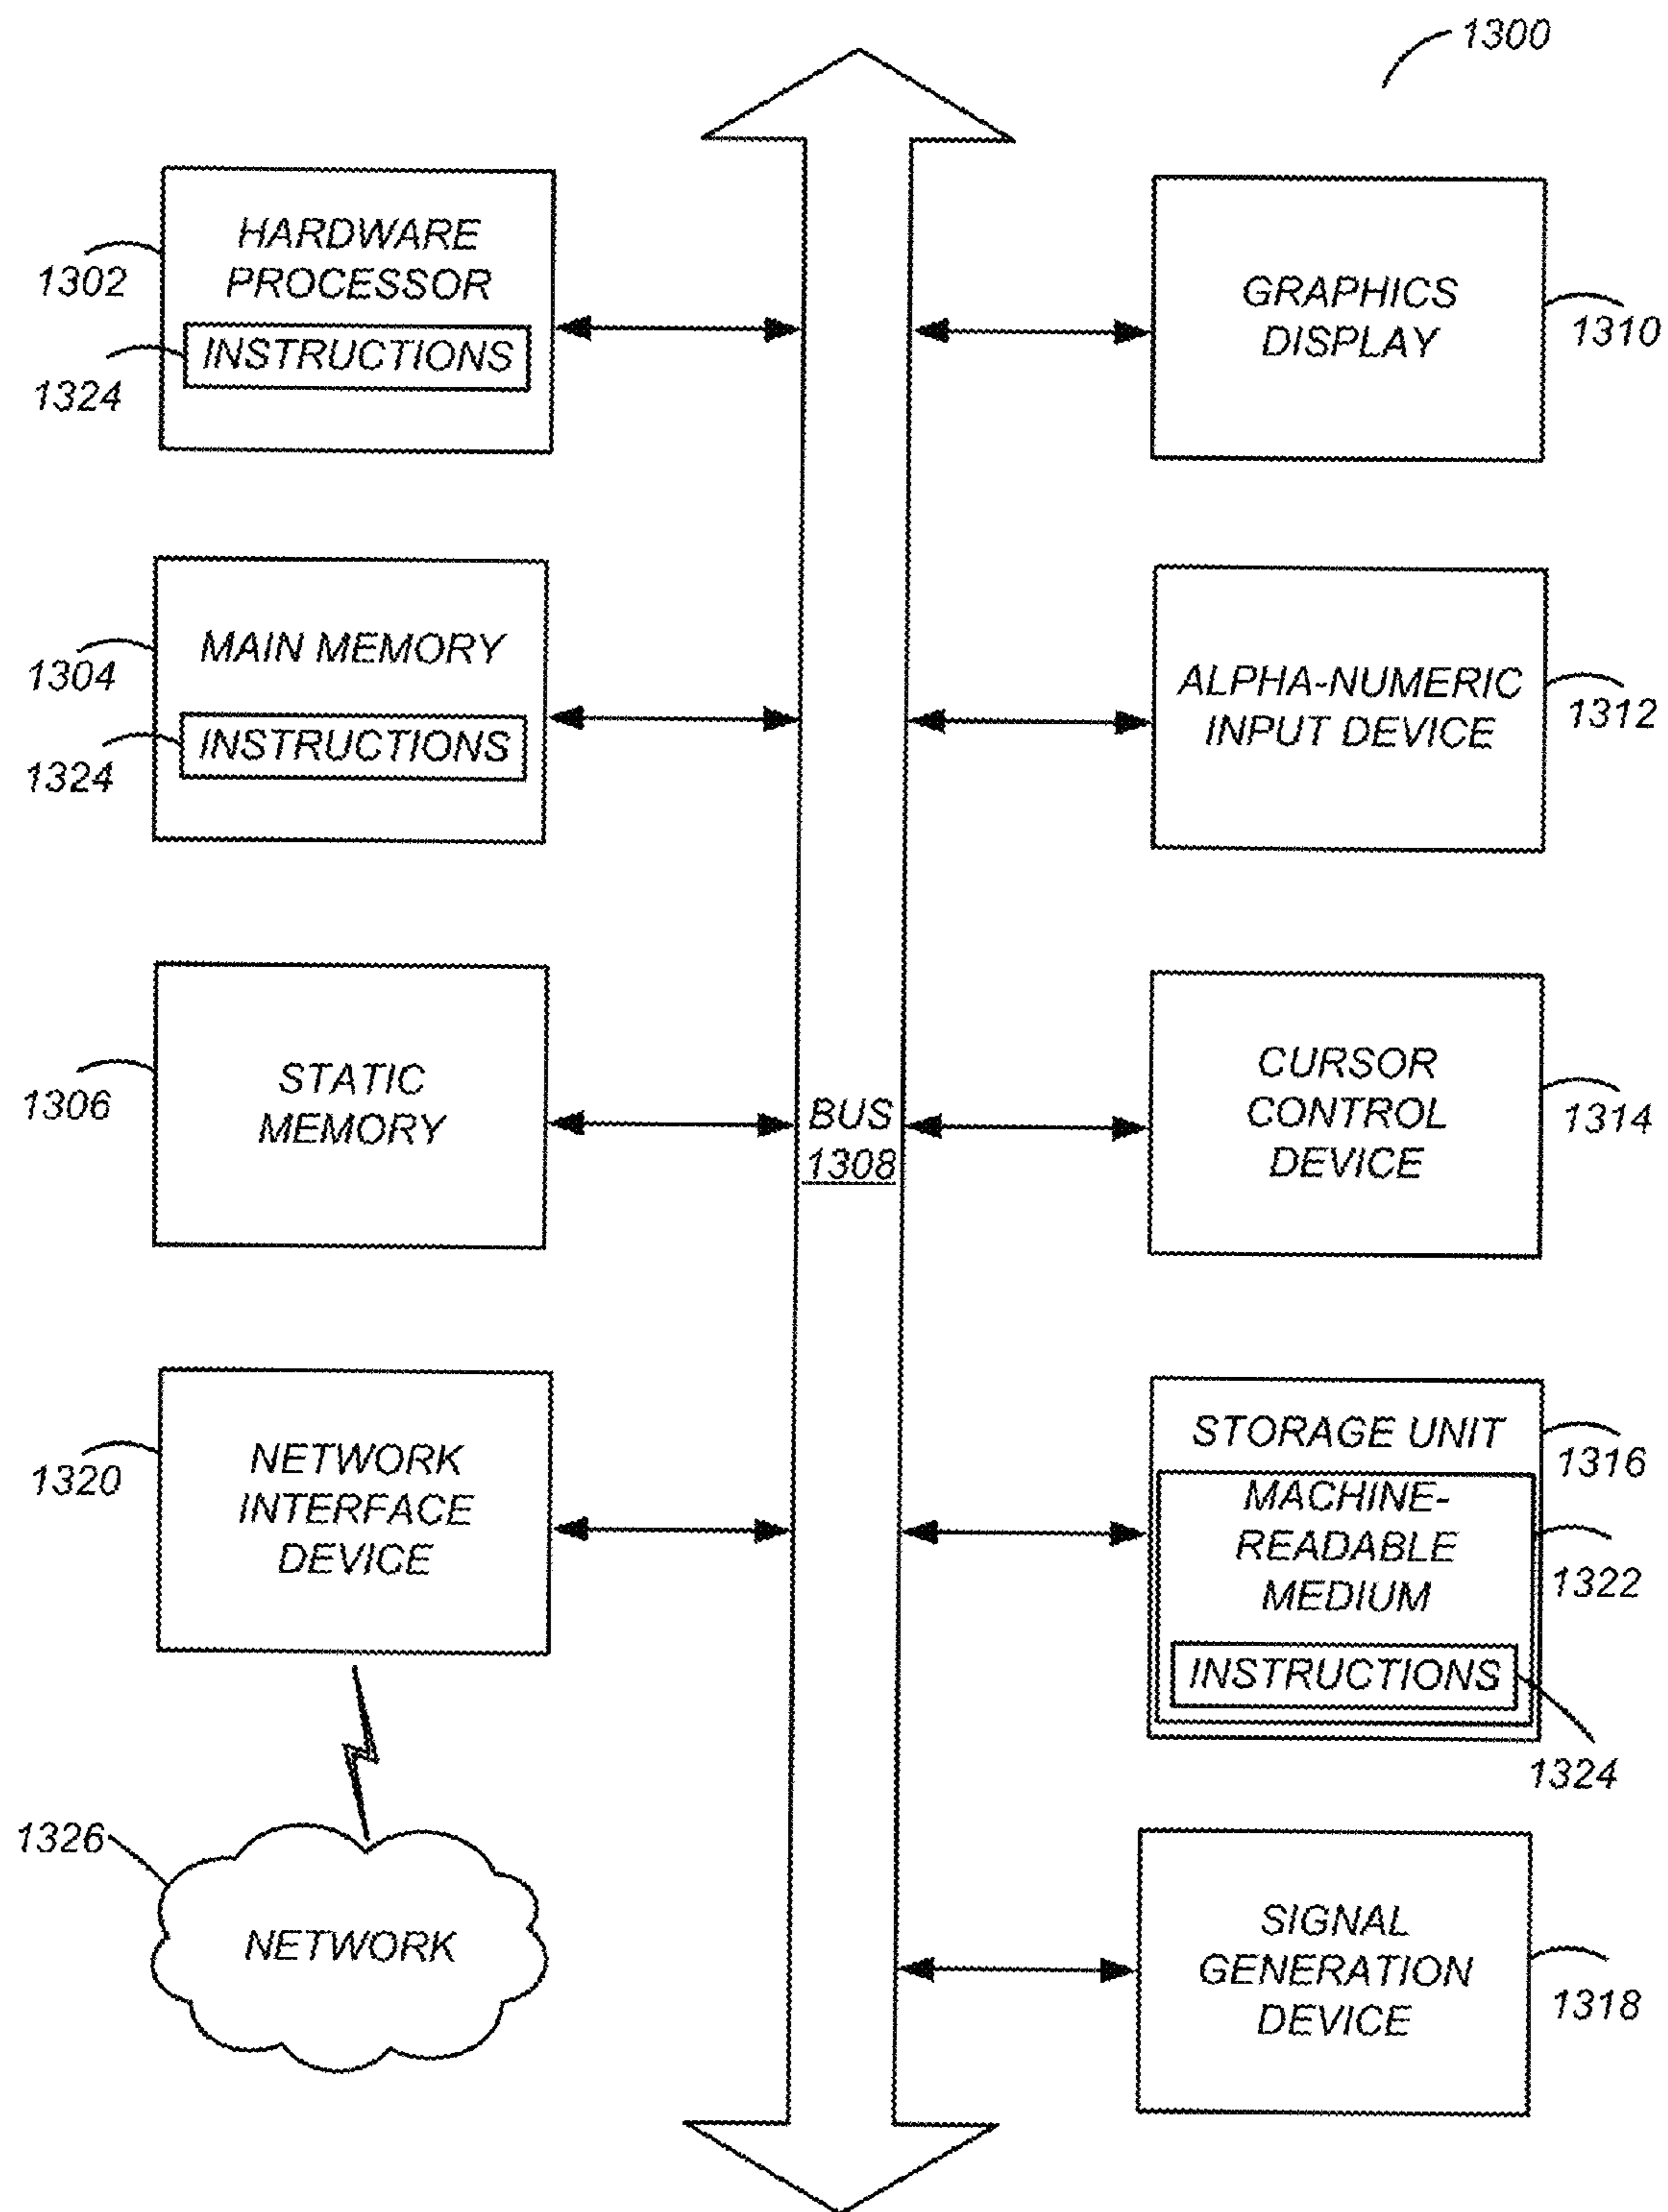 1300
HARDWARE
PROCESSOR
1302
INSTRUCTIONS
1324
MAIN MEMORY
1304
INSTRUCTIONS
1324
STATIC
MEMORY
1306
NETWORK
INTERFACE
DEVICE
1320
1326
NETWORK
BUS
1308
GRAPHICS
DISPLAY
1310
ALPHA-NUMERIC
INPUT DEVICE
1312
CURSOR
CONTROL
DEVICE
1314
STORAGE UNIT
1316
MACHINE-
READABLE
MEDIUM
1322
INSTRUCTIONS
1324
SIGNAL
GENERATION
DEVICE
1318